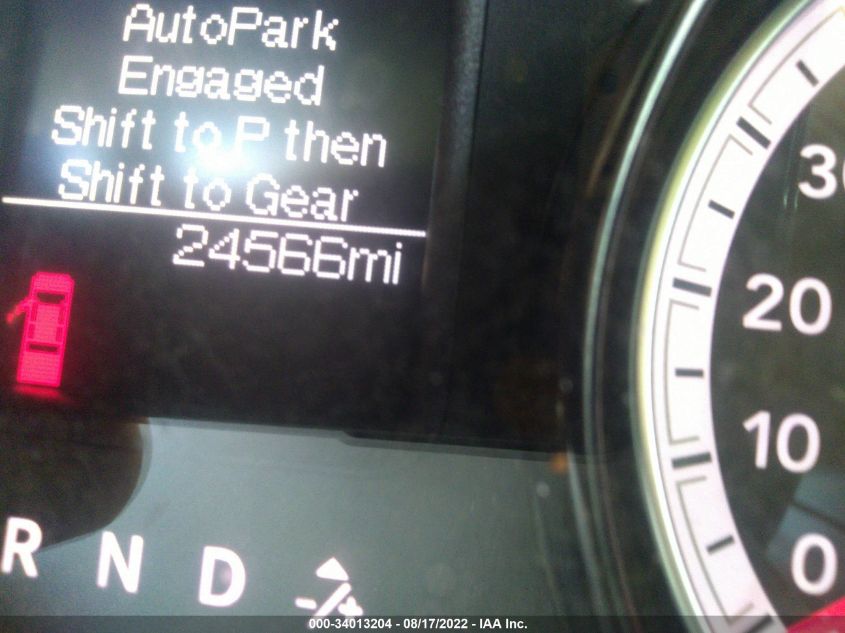 AutoPark
Engaged
Shift to P then
Shift to Gear
24566mi
30
20
10
0
R N D -/+
000-34013204 - 08/17/2022 - IAA Inc.